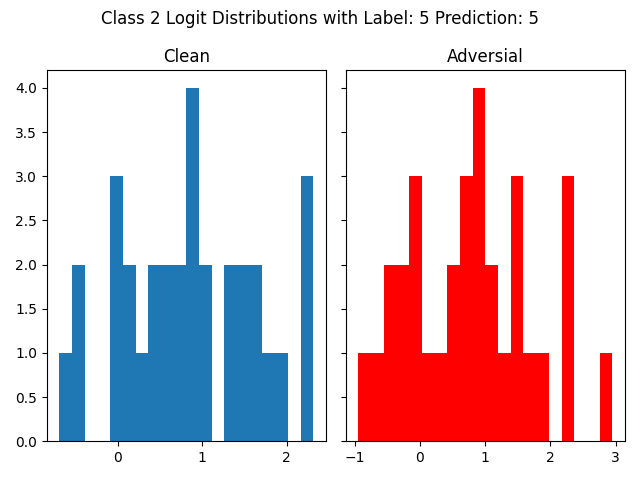 Class 2 Logit Distributions with Label: 5 Prediction: 5
Clean
Adversial
4.0
3.5
3.0
2.5
2.0
1.5
1.0
0.5
0.0
0 1 2
−1 0 1 2 3